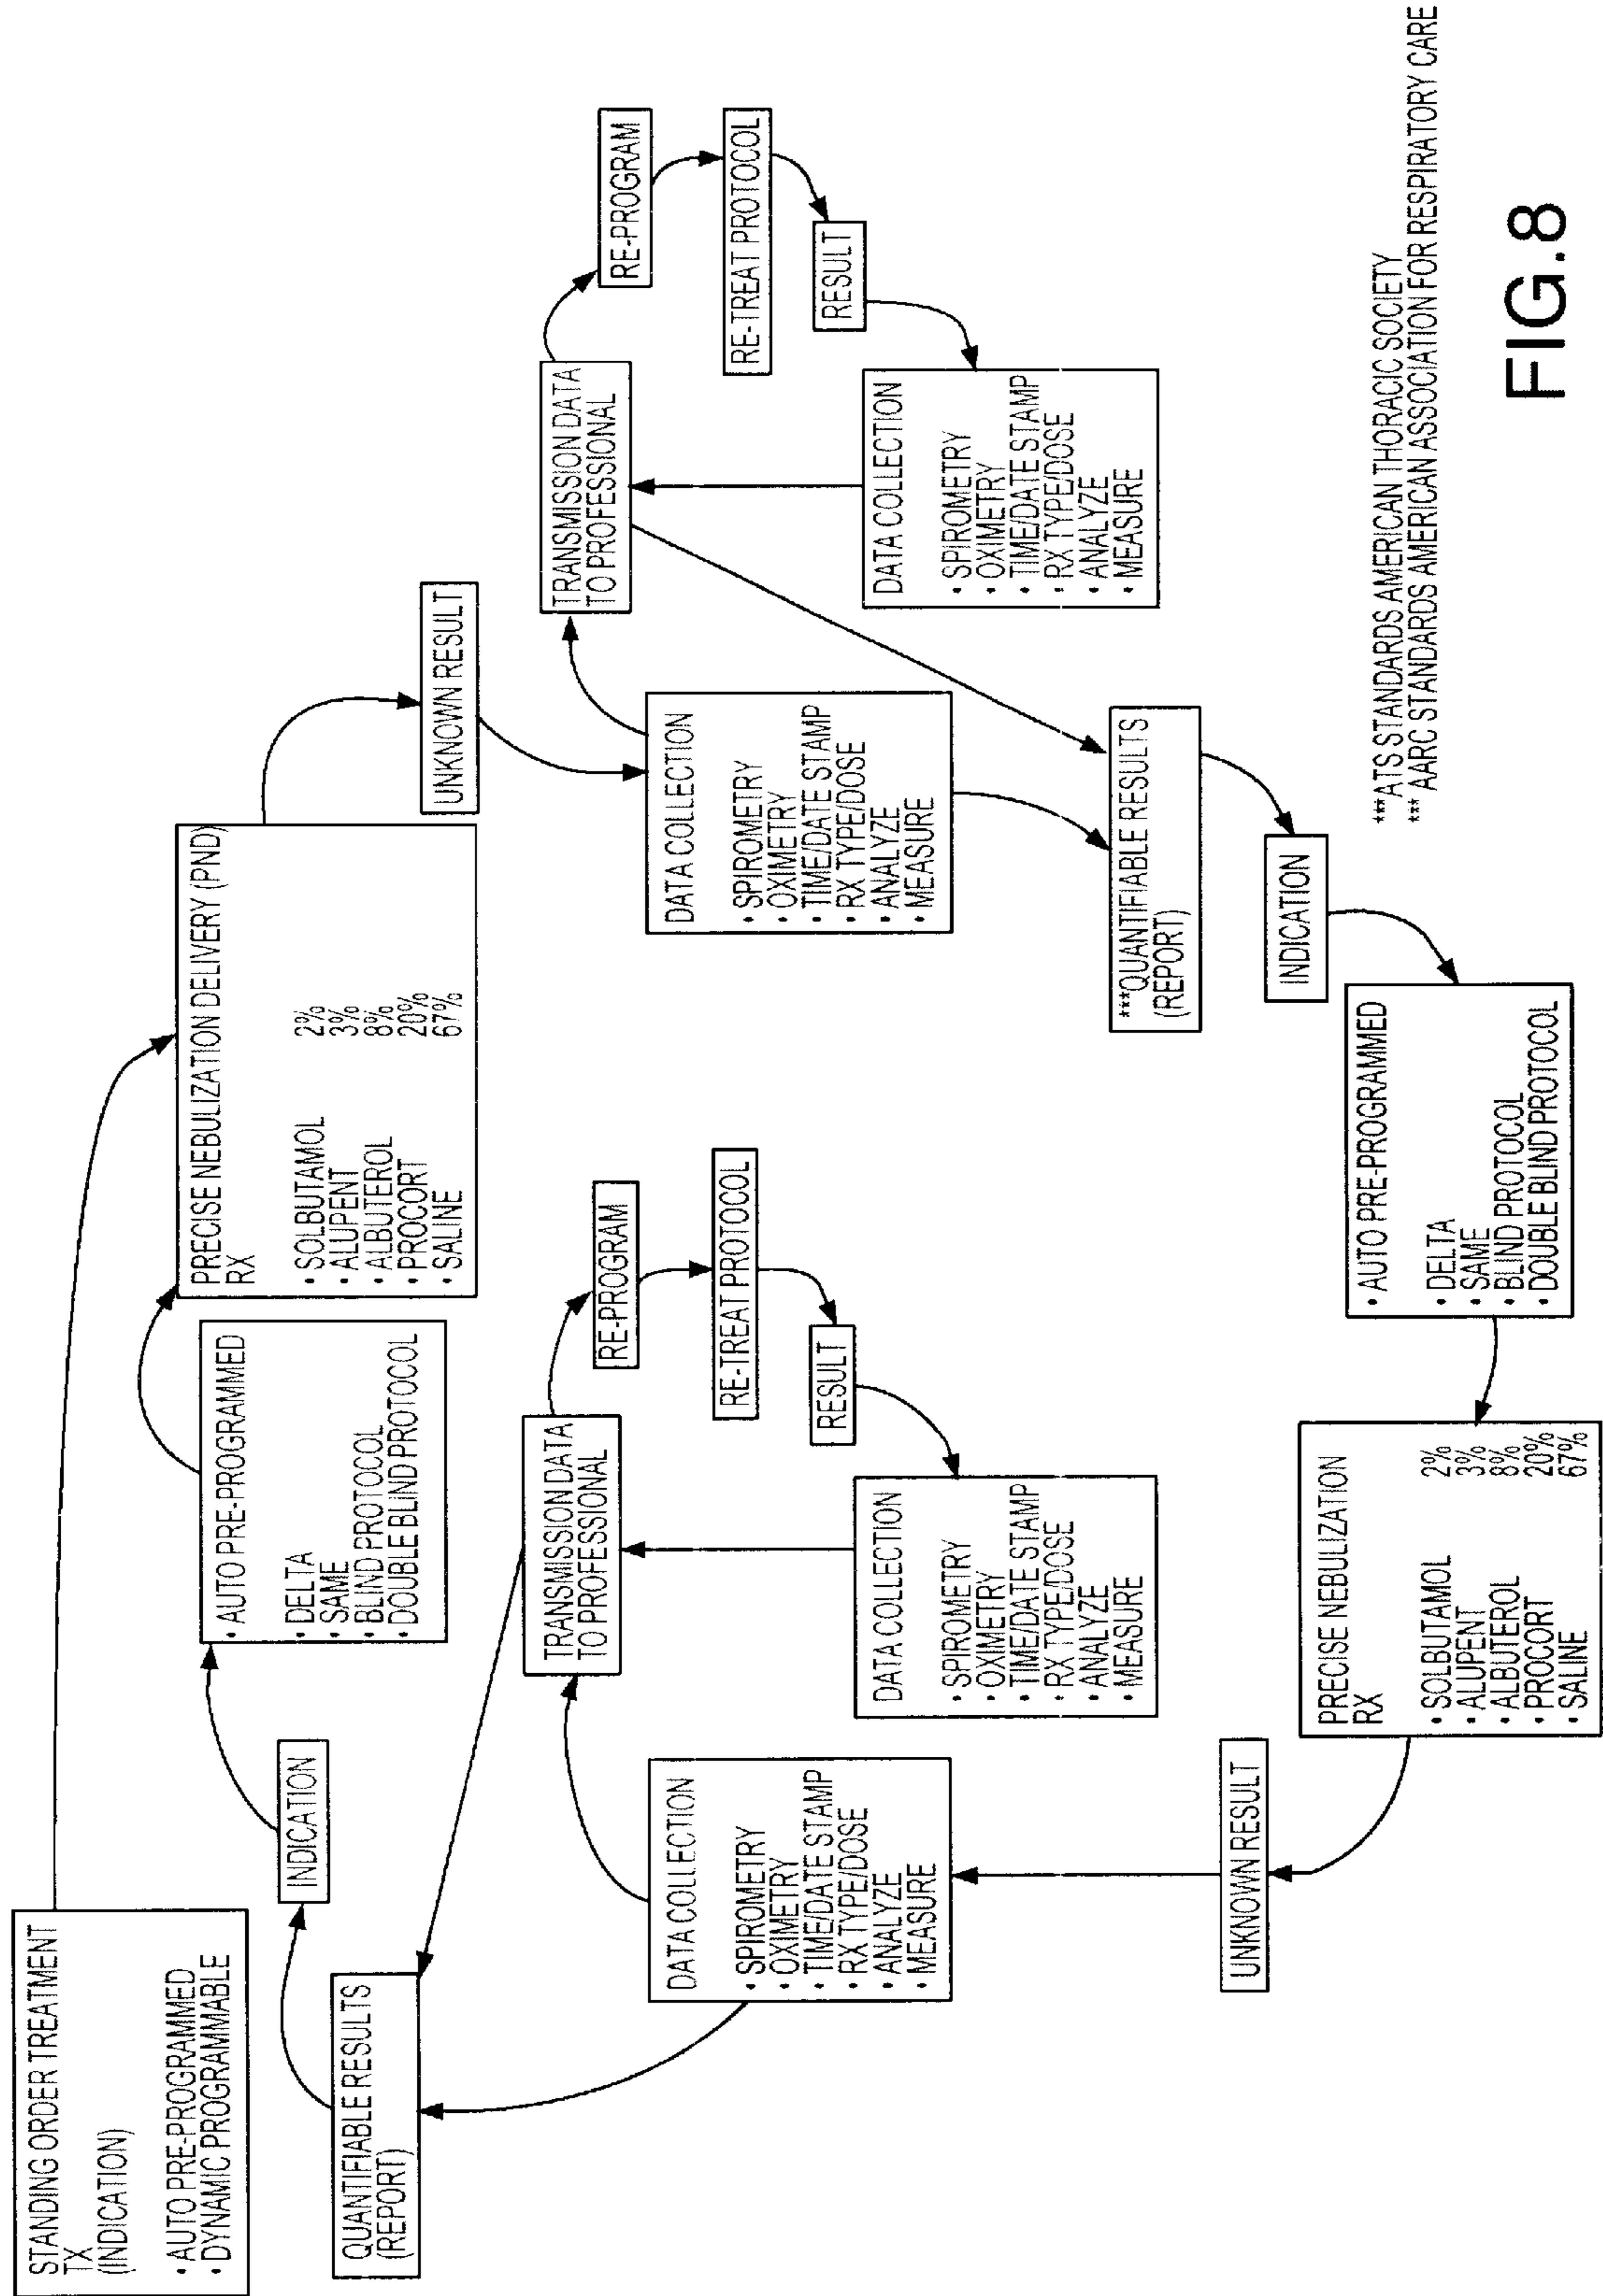 STANDING ORDER TREATMENT
TX
(INDICATION)
• AUTO PRE-PROGRAMMED
• DYNAMIC PROGRAMMABLE
PRECISE NEBULIZATION DELIVERY (PND)
RX
• SOLBUTAMOL 2%
• ALUPENT 3%
• ALBUTEROL 8%
• PROCORT 20%
• SALINE 67%
UNKNOWN RESULT
DATA COLLECTION
• SPIROMETRY
• OXIMETRY
• TIME/DATE STAMP
• RX TYPE/DOSE
• ANALYZE
• MEASURE
TRANSMISSION DATA
TO PROFESSIONAL
RE-PROGRAM
RE-TREAT PROTOCOL
RESULT
DATA COLLECTION
• SPIROMETRY
• OXIMETRY
• TIME/DATE STAMP
• RX TYPE/DOSE
• ANALYZE
• MEASURE
***QUANTIFIABLE RESULTS
(REPORT)
INDICATION
• AUTO PRE-PROGRAMMED
• DELTA
• SAME
• BLIND PROTOCOL
• DOUBLE BLIND PROTOCOL
PRECISE NEBULIZATION
RX
• SOLBUTAMOL 2%
• ALUPENT 3%
• ALBUTEROL 8%
• PROCORT 20%
• SALINE 67%
UNKNOWN RESULT
DATA COLLECTION
• SPIROMETRY
• OXIMETRY
• TIME/DATE STAMP
• RX TYPE/DOSE
• ANALYZE
• MEASURE
TRANSMISSION DATA
TO PROFESSIONAL
RE-PROGRAM
RE-TREAT PROTOCOL
RESULT
DATA COLLECTION
• SPIROMETRY
• OXIMETRY
• TIME/DATE STAMP
• RX TYPE/DOSE
• ANALYZE
• MEASURE
QUANTIFIABLE RESULTS
(REPORT)
INDICATION
• AUTO PRE-PROGRAMMED
• DELTA
• SAME
• BLIND PROTOCOL
• DOUBLE BLIND PROTOCOL
***ATS STANDARDS AMERICAN THORACIC SOCIETY
*** AARC STANDARDS AMERICAN ASSOCIATION FOR RESPIRATORY CARE
FIG.8